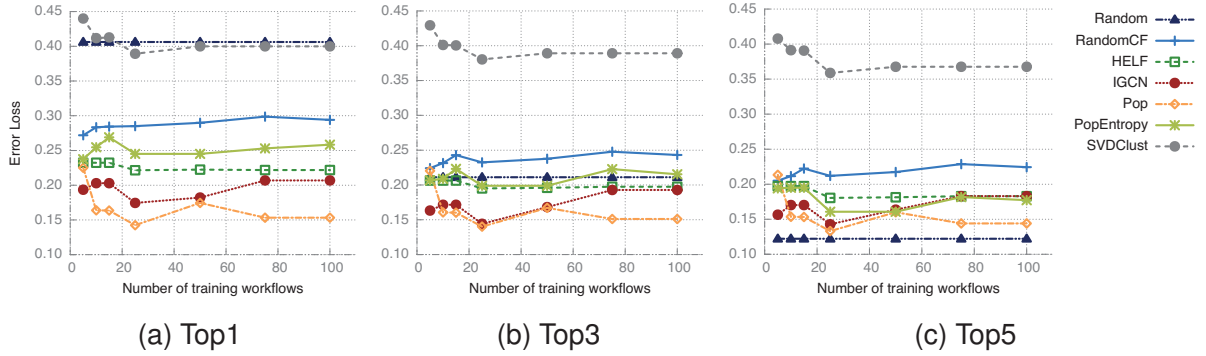 Error Loss
0.45
0.40
0.35
0.30
0.25
0.20
0.15
0.10
0 20 40 60 80 100
Number of training workflows
(a) Top1
0.45
0.40
0.35
0.30
0.25
0.20
0.15
0.10
0 20 40 60 80 100
Number of training workflows
(b) Top3
0.45
0.40
0.35
0.30
0.25
0.20
0.15
0.10
0 20 40 60 80 100
Number of training workflows
(c) Top5
Random
RandomCF
HELF
IGCN
Pop
PopEntropy
SVDClust